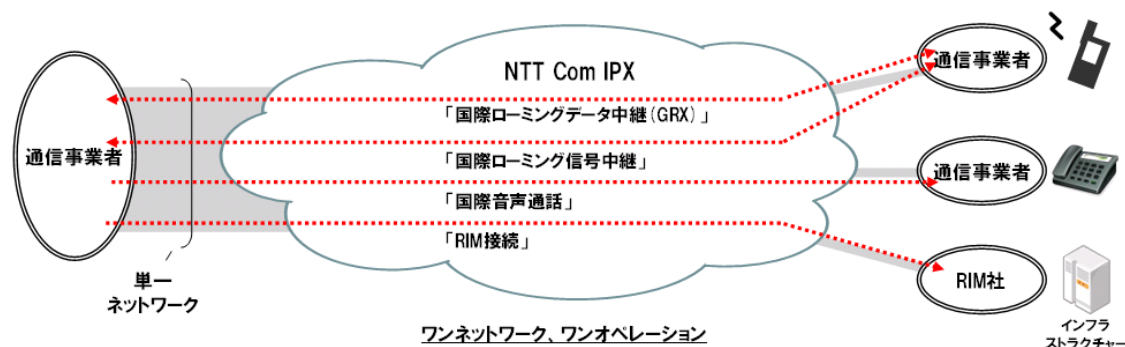 NTT Com IPX
通信事業者
「国際ローミングデータ中継(GRX)」
通信事業者
「国際ローミング信号中継」
通信事業者
「国際音声通話」
「RIM接続」
単一
ネットワーク
RIM社
インフラ
ストラクチャー
ワンネットワーク、ワンオペレーション